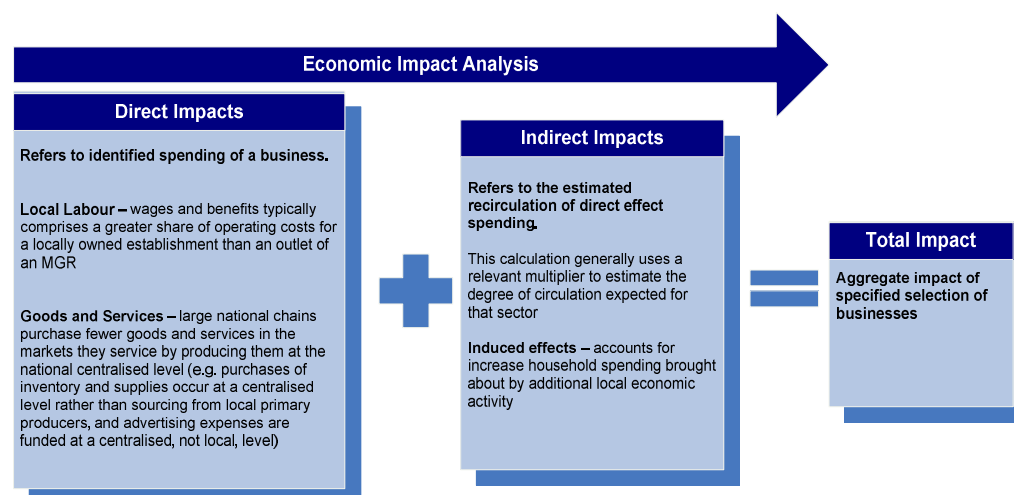 Economic Impact Analysis
Direct Impacts
Refers to identified spending of a business.
Local Labour – wages and benefits typically
comprises a greater share of operating costs for
a locally owned establishment than an outlet of
an MGR
Goods and Services – large national chains
purchase fewer goods and services in the
markets they service by producing them at the
national centralised level (e.g. purchases of
inventory and supplies occur at a centralised
level rather than sourcing from local primary
producers, and advertising expenses are
funded at a centralised, not local, level)
Indirect Impacts
Refers to the estimated
recirculation of direct effect
spending.
This calculation generally uses a
relevant multiplier to estimate the
degree of circulation expected for
that sector
Induced effects – accounts for
increase household spending brought
about by additional local economic
activity
Total Impact
Aggregate impact of
specified selection of
businesses